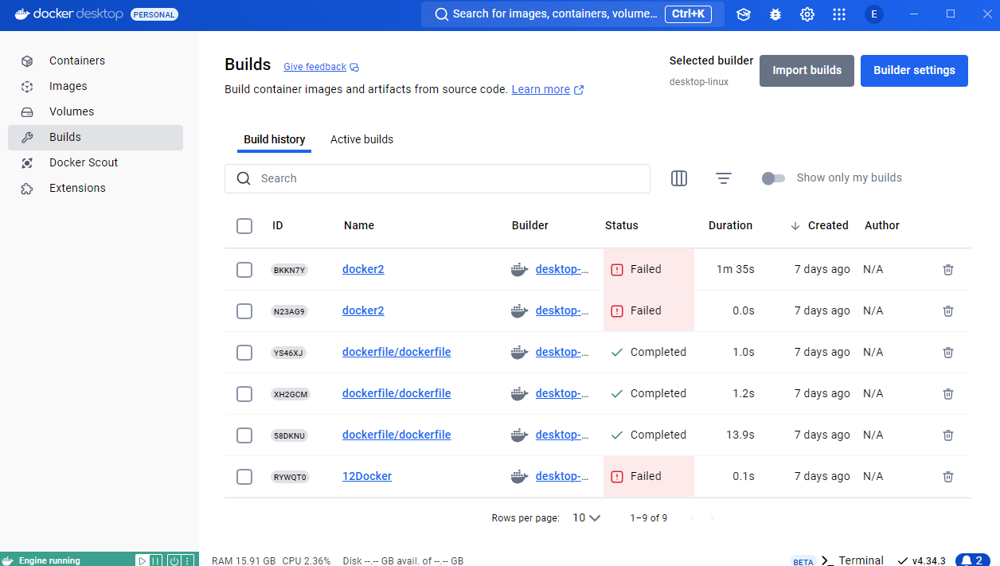 docker desktop PERSONAL
Search for images, containers, volume... Ctrl+K
E
Containers
Images
Volumes
Builds
Docker Scout
Extensions
Builds Give feedback
Build container images and artifacts from source code. Learn more
Selected builder
desktop-linux
Import builds
Builder settings
Build history Active builds
Search
Show only my builds
ID Name Builder Status Duration Created Author
BKKN7Y docker2 desktop-... Failed 1m 35s 7 days ago N/A
N23AG9 docker2 desktop-... Failed 0.0s 7 days ago N/A
YS46XJ dockerfile/dockerfile desktop-... Completed 1.0s 7 days ago N/A
XH2GCM dockerfile/dockerfile desktop-... Completed 1.2s 7 days ago N/A
58DKNU dockerfile/dockerfile desktop-... Completed 13.9s 7 days ago N/A
RYWQT0 12Docker desktop-... Failed 0.1s 7 days ago N/A
Rows per page: 10 1–9 of 9
Engine running
RAM 15.91 GB CPU 2.36% Disk --.-- GB avail. of --.-- GB
BETA >_ Terminal v4.34.3 2